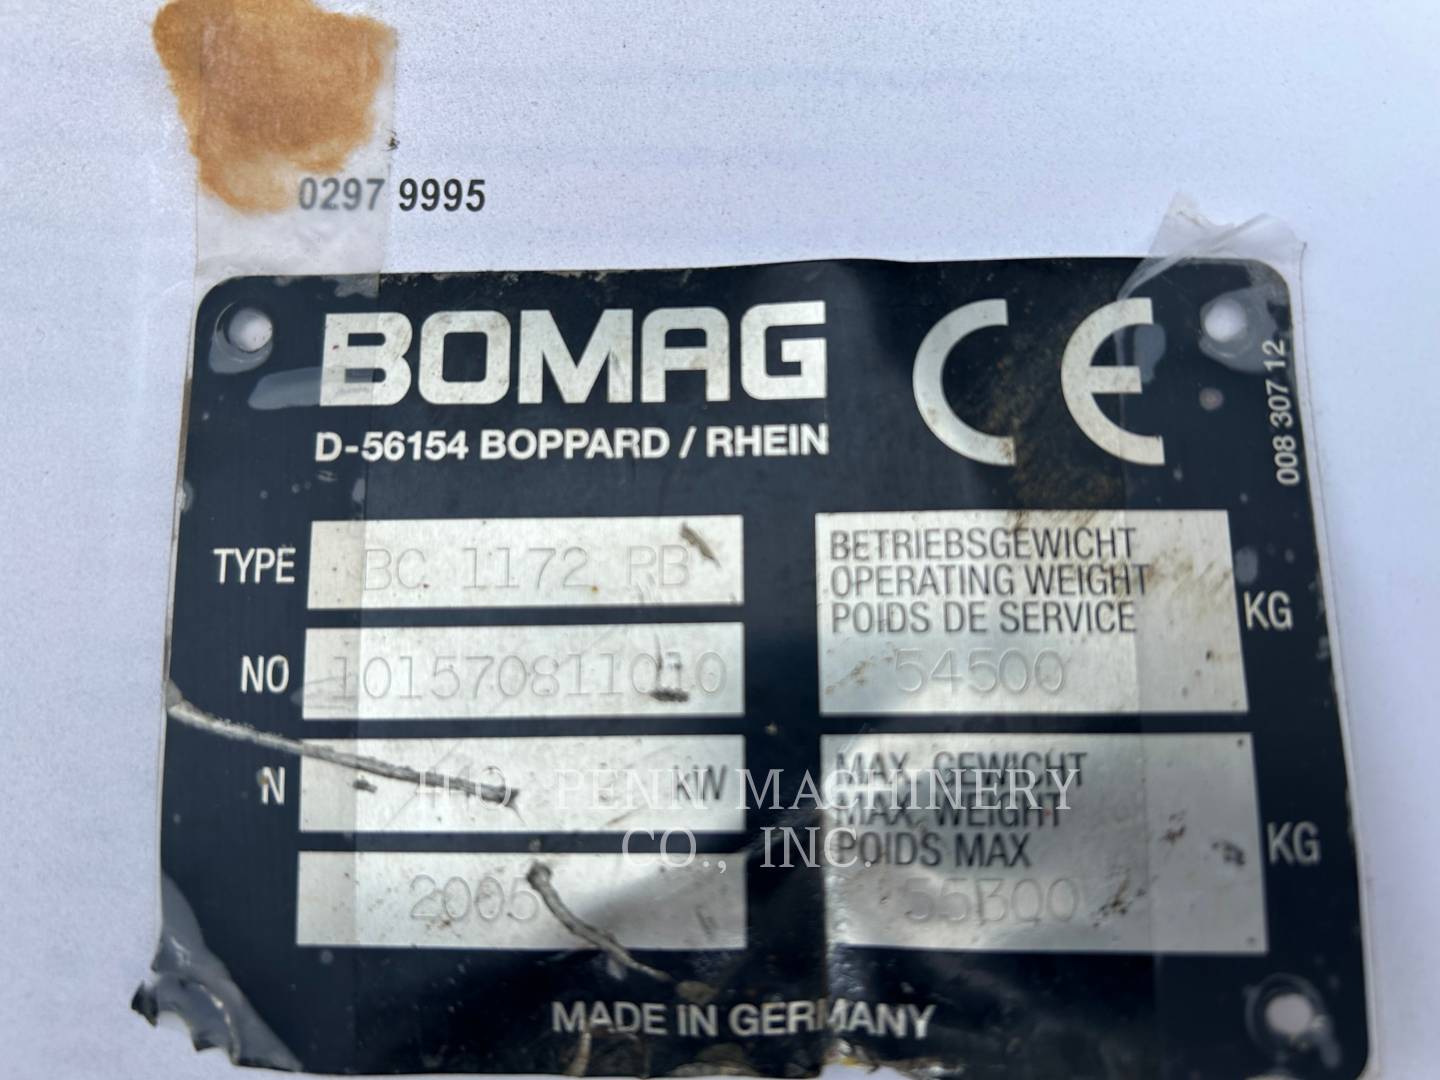 0297 9995
BOMAG CE
D-56154 BOPPARD / RHEIN
008 307 12
TYPE BC 1172 RB
NO 101570811010
N kW
2005
BETRIEBSGEWICHT
OPERATING WEIGHT
POIDS DE SERVICE
54500 KG
MAX. GEWICHT
MAX. WEIGHT
POIDS MAX
55300 KG
MADE IN GERMANY
H.O. PENN MACHINERY
CO., INC.